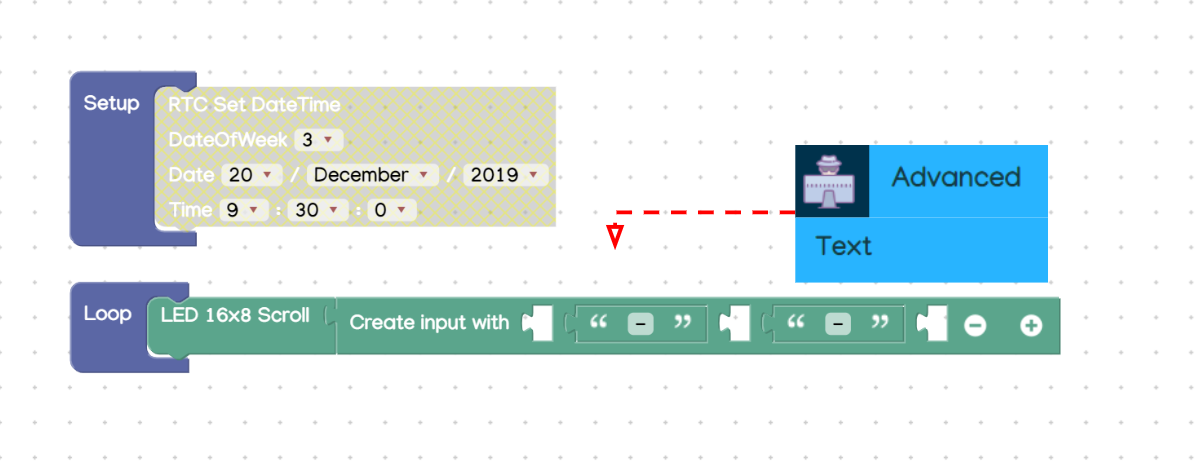 Setup
RTC Set DateTime
DateOfWeek 3
Date 20 / December / 2019
Time 9 : 30 : 0
Advanced
Text
Loop
LED 16x8 Scroll Create input with “ - ” “ - ” - +